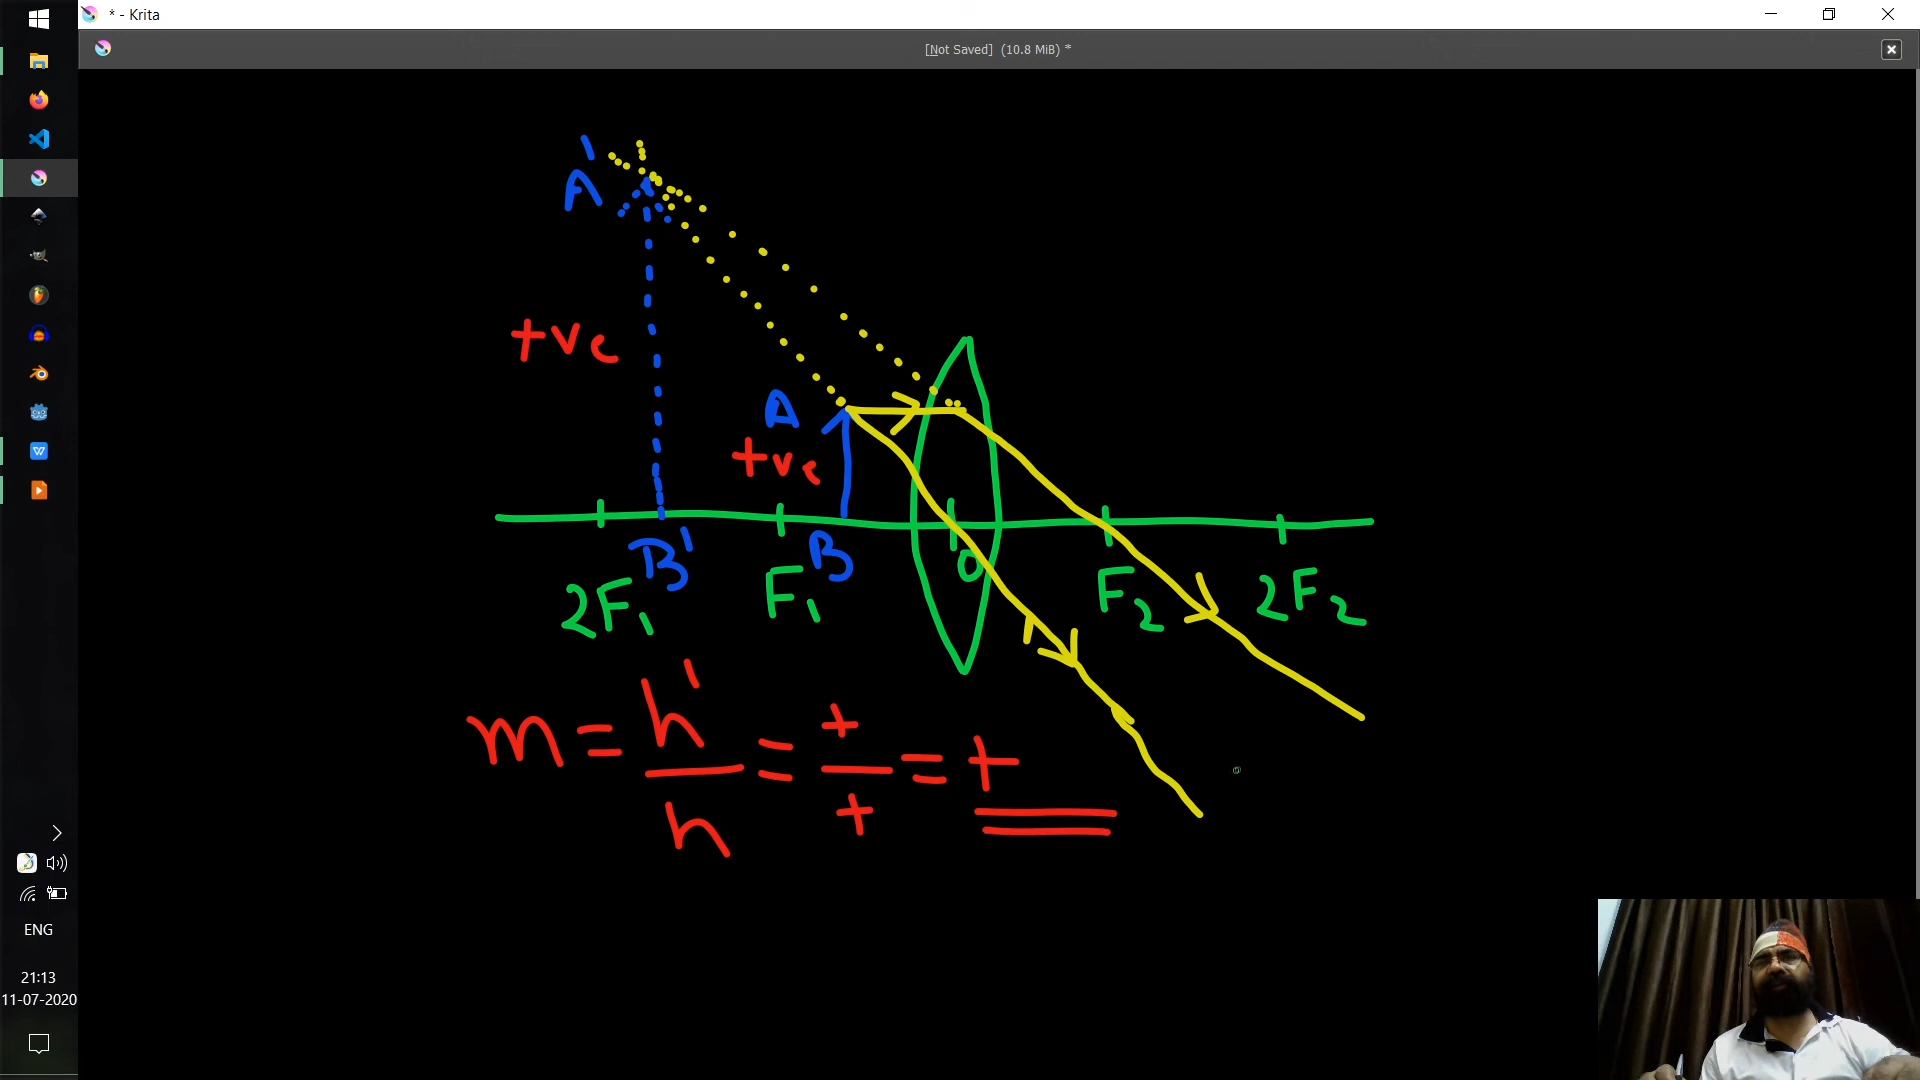 * - Krita
[Not Saved] (10.8 MiB) *
A'
+ve
A
+ve
B' B O
2F1 F1 F2 2F2
m = h'/h = +/+ = +
ENG
21:13
11-07-2020